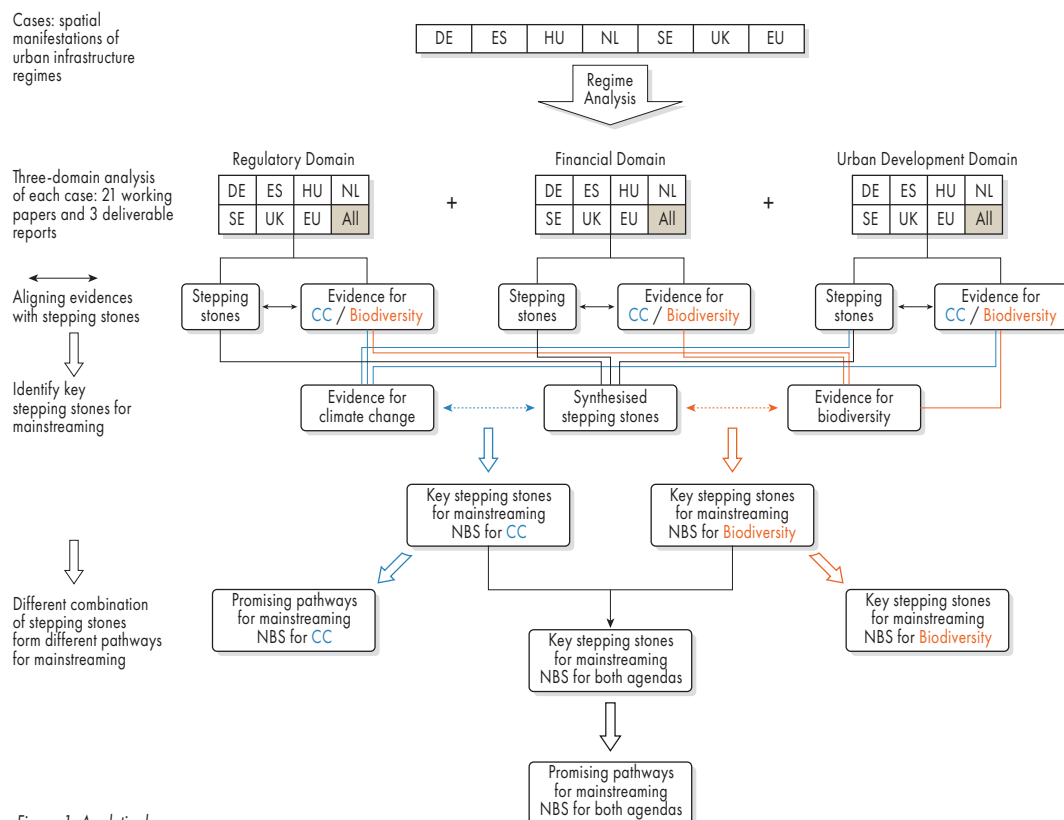 Cases: spatial
manifestations of
urban infrastructure
regimes
DE ES HU NL SE UK EU
Regime
Analysis
Three-domain analysis
of each case: 21 working
papers and 3 deliverable
reports
Regulatory Domain
DE ES HU NL
SE UK EU All
+
Financial Domain
DE ES HU NL
SE UK EU All
+
Urban Development Domain
DE ES HU NL
SE UK EU All
Aligning evidences
with stepping stones
Stepping
stones
Evidence for
CC / Biodiversity
Stepping
stones
Evidence for
CC / Biodiversity
Stepping
stones
Evidence for
CC / Biodiversity
Identify key
stepping stones for
mainstreaming
Evidence for
climate change
Synthesised
stepping stones
Evidence for
biodiversity
Key stepping stones
for mainstreaming
NBS for CC
Key stepping stones
for mainstreaming
NBS for Biodiversity
Different combination
of stepping stones
form different pathways
for mainstreaming
Promising pathways
for mainstreaming
NBS for CC
Key stepping stones
for mainstreaming
NBS for both agendas
Key stepping stones
for mainstreaming
NBS for Biodiversity
Promising pathways
for mainstreaming
NBS for both agendas